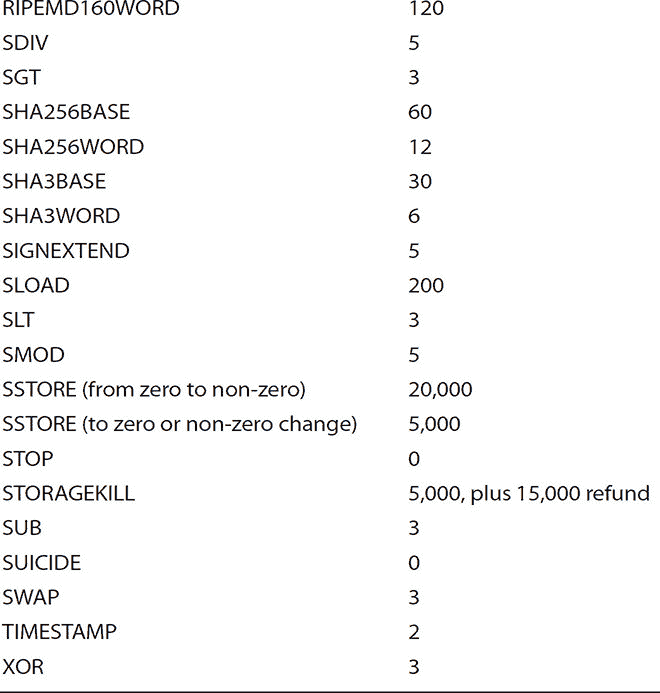 RIPEMD160WORD 120
SDIV 5
SGT 3
SHA256BASE 60
SHA256WORD 12
SHA3BASE 30
SHA3WORD 6
SIGNEXTEND 5
SLOAD 200
SLT 3
SMOD 5
SSTORE (from zero to non-zero) 20,000
SSTORE (to zero or non-zero change) 5,000
STOP 0
STORAGEKILL 5,000, plus 15,000 refund
SUB 3
SUICIDE 0
SWAP 3
TIMESTAMP 2
XOR 3